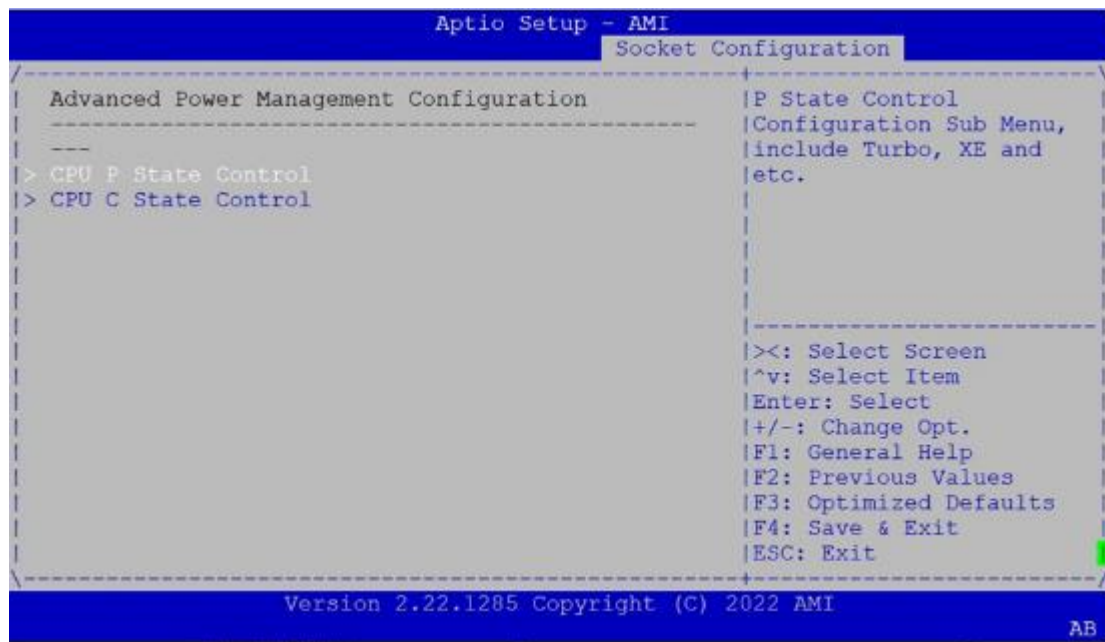 Aptio Setup - AMI
Socket Configuration
Advanced Power Management Configuration
> CPU P State Control
> CPU C State Control
P State Control
Configuration Sub Menu,
include Turbo, XE and
etc.
><: Select Screen
^v: Select Item
Enter: Select
+/-: Change Opt.
F1: General Help
F2: Previous Values
F3: Optimized Defaults
F4: Save & Exit
ESC: Exit
Version 2.22.1285 Copyright (C) 2022 AMI
AB